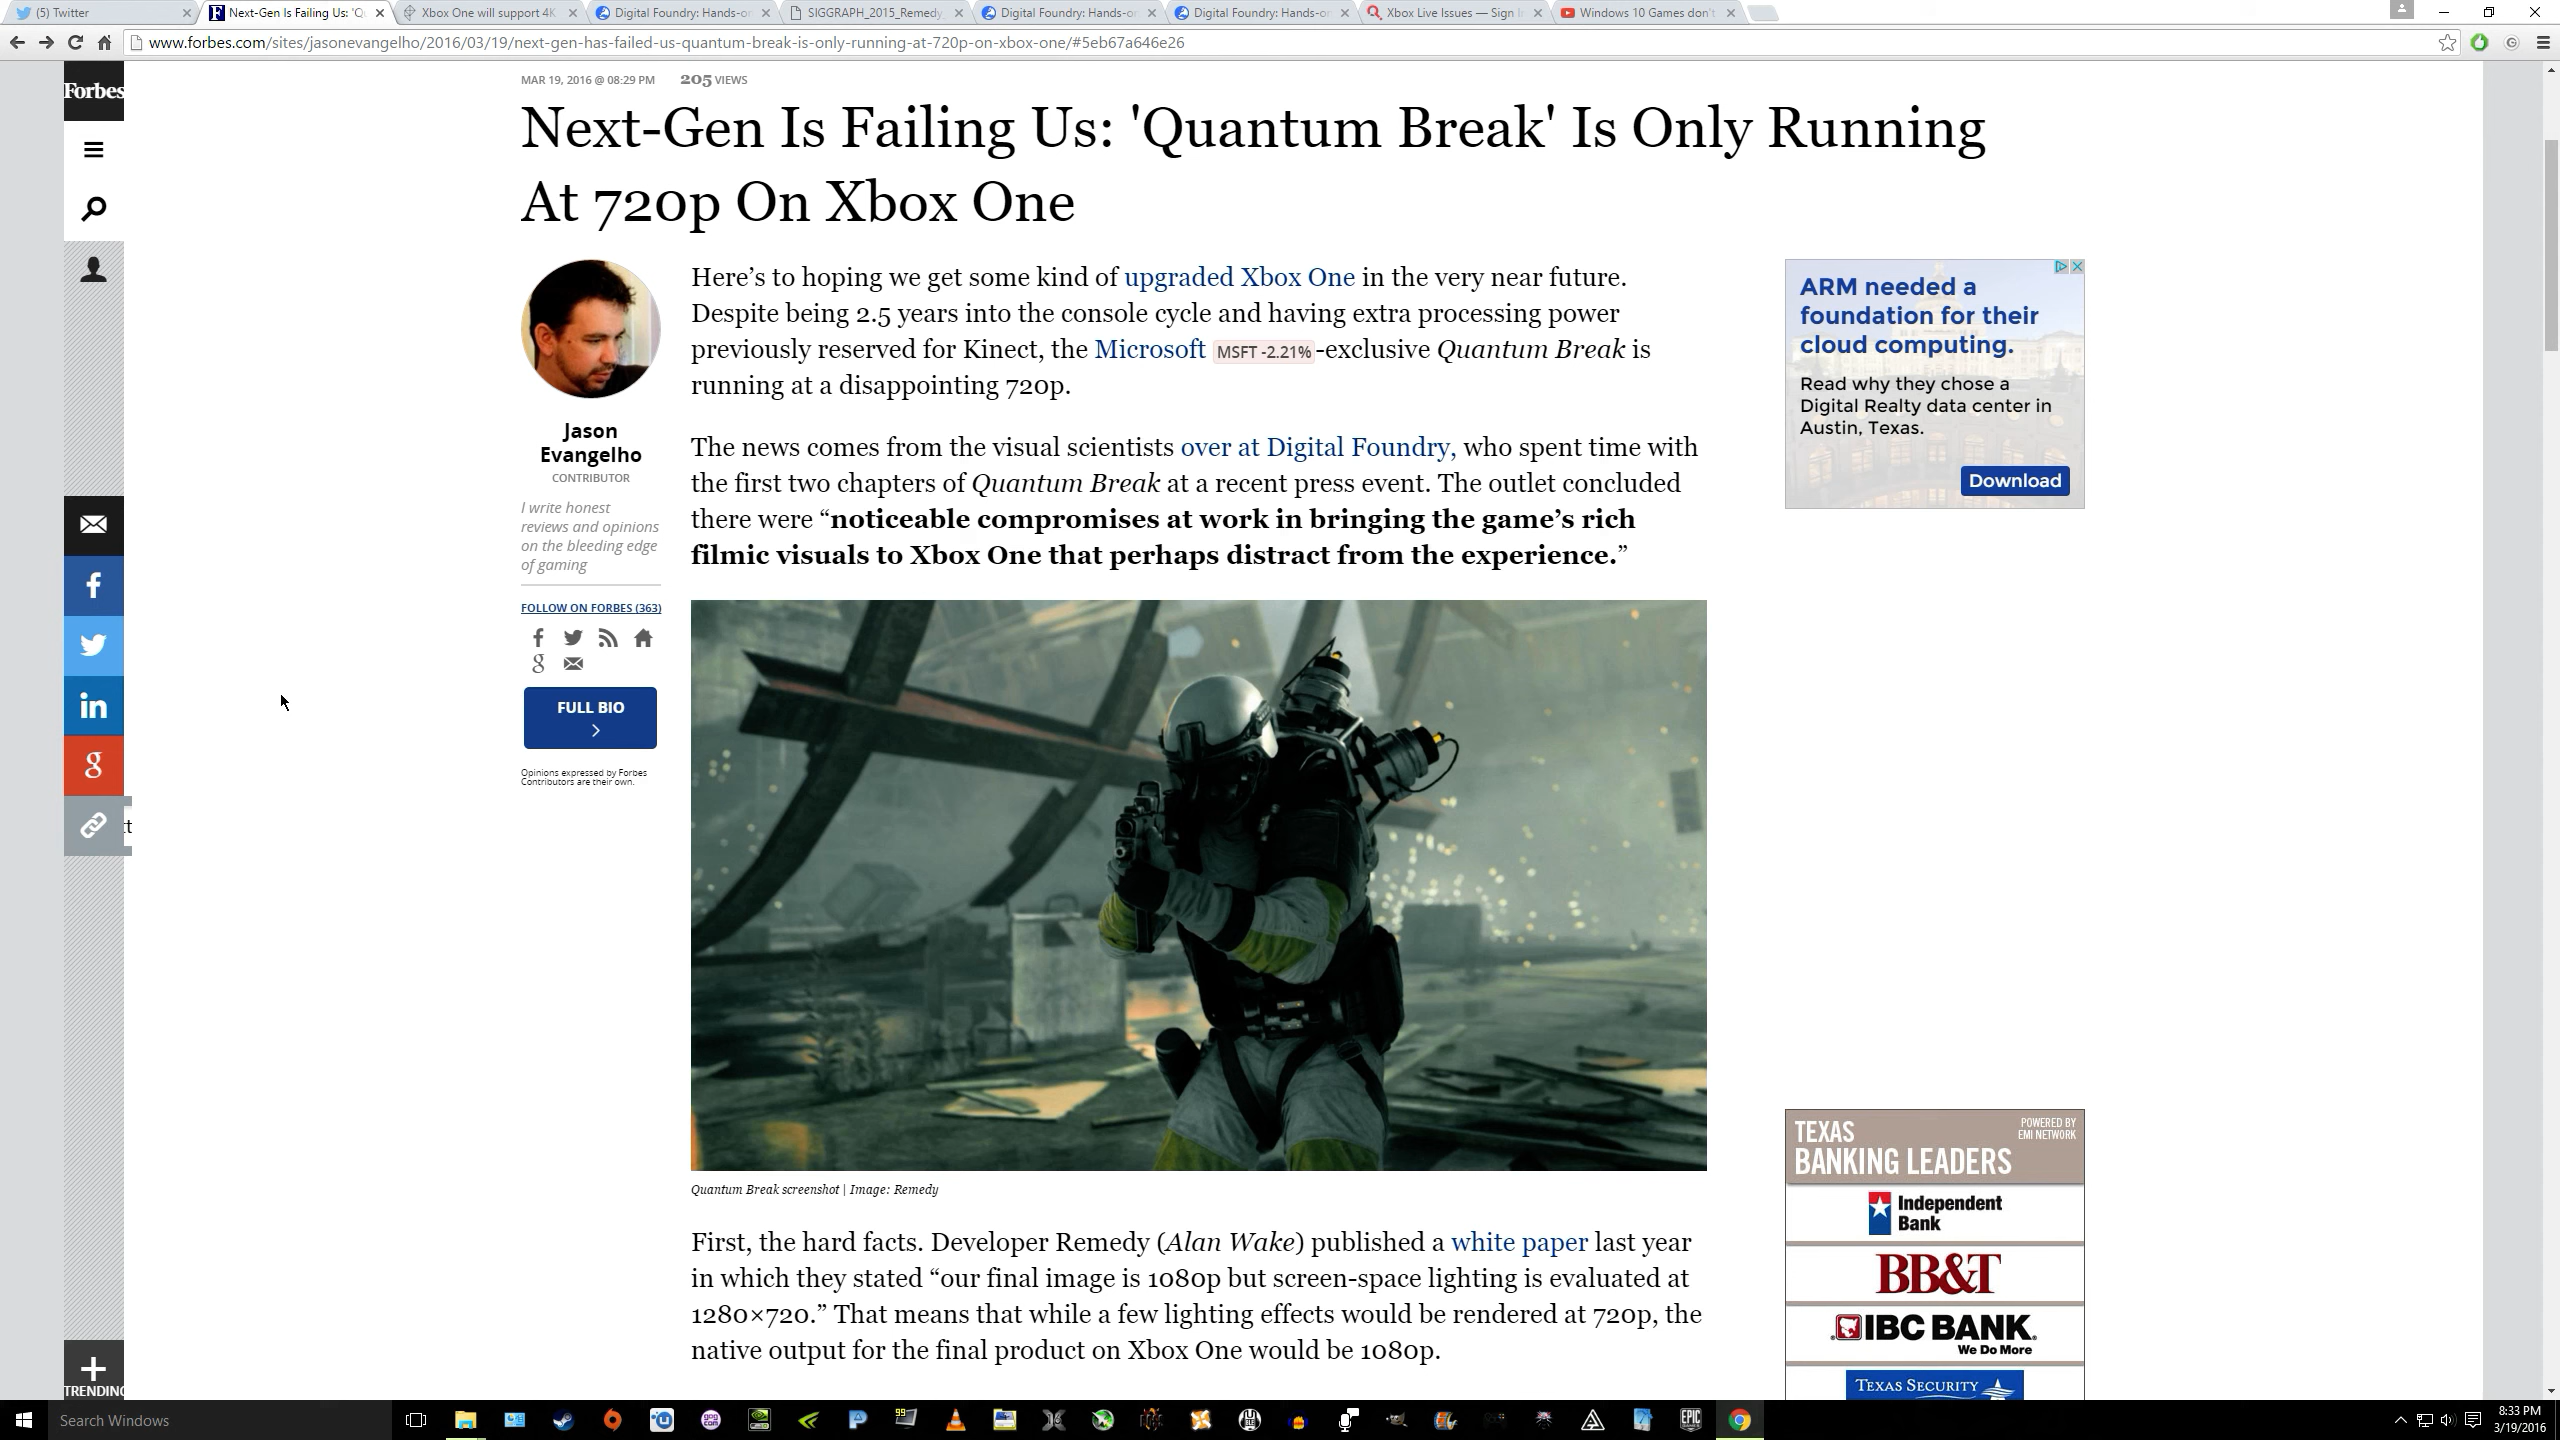 (5) Twitter
Next-Gen Is Failing Us: 'Qu
Xbox One will support 4K
Digital Foundry: Hands-on
SIGGRAPH_2015_Remedy_
Digital Foundry: Hands-on
Digital Foundry: Hands-on
Xbox Live Issues — Sign I
Windows 10 Games don't
www.forbes.com/sites/jasonevangelho/2016/03/19/next-gen-has-failed-us-quantum-break-is-only-running-at-720p-on-xbox-one/#5eb67a646e26
Forbes
MAR 19, 2016 @ 08:29 PM 205 VIEWS
Next-Gen Is Failing Us: 'Quantum Break' Is Only Running
At 720p On Xbox One
Jason
Evangelho
CONTRIBUTOR
I write honest
reviews and opinions
on the bleeding edge
of gaming
FOLLOW ON FORBES (363)
FULL BIO
Opinions expressed by Forbes
Contributors are their own.
Here's to hoping we get some kind of upgraded Xbox One in the very near future.
Despite being 2.5 years into the console cycle and having extra processing power
previously reserved for Kinect, the Microsoft MSFT -2.21%-exclusive Quantum Break is
running at a disappointing 720p.
The news comes from the visual scientists over at Digital Foundry, who spent time with
the first two chapters of Quantum Break at a recent press event. The outlet concluded
there were “noticeable compromises at work in bringing the game's rich
filmic visuals to Xbox One that perhaps distract from the experience.”
Quantum Break screenshot | Image: Remedy
First, the hard facts. Developer Remedy (Alan Wake) published a white paper last year
in which they stated “our final image is 1080p but screen-space lighting is evaluated at
1280×720.” That means that while a few lighting effects would be rendered at 720p, the
native output for the final product on Xbox One would be 1080p.
ARM needed a
foundation for their
cloud computing.
Read why they chose a
Digital Realty data center in
Austin, Texas.
Download
TEXAS
BANKING LEADERS
POWERED BY
EMI NETWORK
Independent
Bank
BB&T
IBC BANK
We Do More
TEXAS SECURITY
tt
TRENDING
Search Windows
99
EPIC
GAMES
8:33 PM
3/19/2016